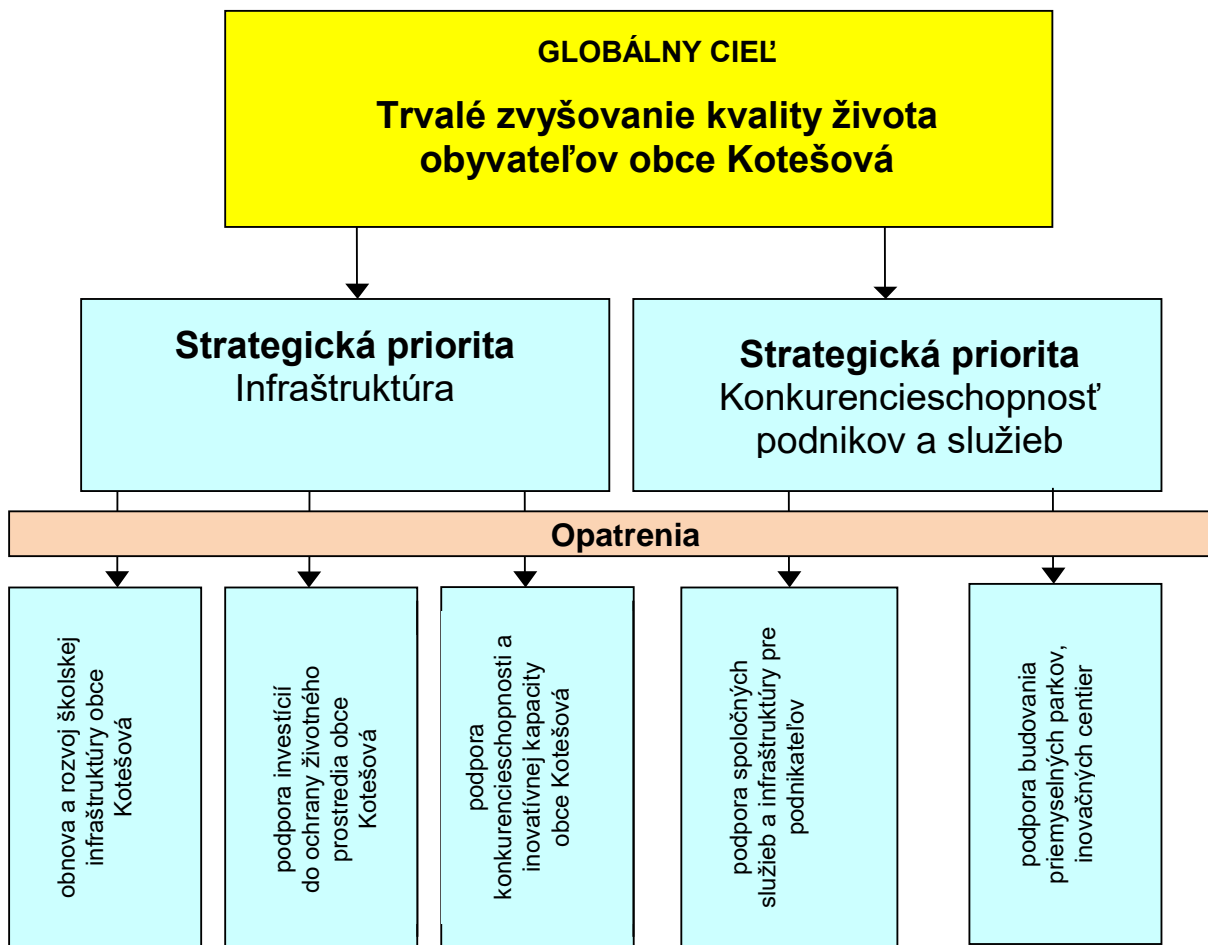 GLOBÁLNY CIEĽ
Trvalé zvyšovanie kvality života
obyvateľov obce Kotešová
Strategická priorita
Infraštruktúra
Strategická priorita
Konkurencieschopnosť
podnikov a služieb
Opatrenia
obnova a rozvoj školskej
infraštruktúry obce
Kotešová
podpora investícií
do ochrany životného
prostredia obce
Kotešová
podpora
konkurencieschopnosti a
inovatívnej kapacity
obce Kotešová
podpora spoločných
služieb a infraštruktúry pre
podnikateľov
podpora budovania
priemyselných parkov,
inovačných centier